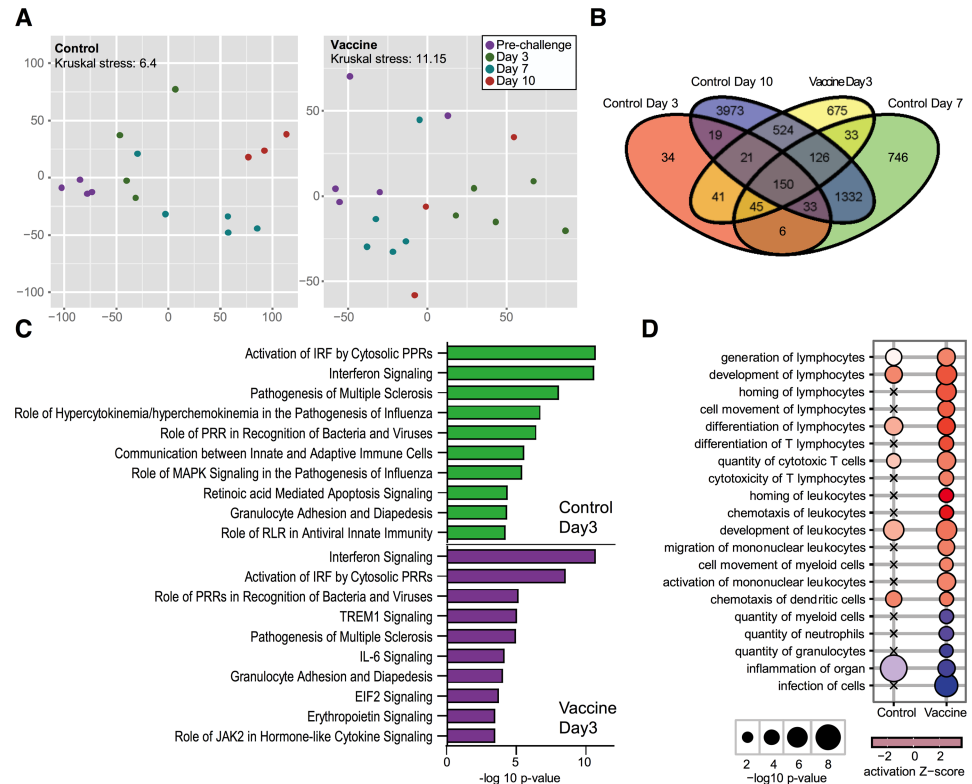 A
Control
Kruskal stress: 6.4
100
50
0
−50
−100
−100
−50
0
50
100
Vaccine
Kruskal stress: 11.15
Pre-challenge
Day 3
Day 7
Day 10
50
0
−50
−50
0
50
B
Control Day 3
Control Day 10
Vaccine Day3
Control Day 7
3973
675
19
524
33
34
21
126
746
150
41
45
33
1332
6
C
Activation of IRF by Cytosolic PPRs
Interferon Signaling
Pathogenesis of Multiple Sclerosis
Role of Hypercytokinemia/hyperchemokinemia in the Pathogenesis of Influenza
Role of PRR in Recognition of Bacteria and Viruses
Communication between Innate and Adaptive Immune Cells
Role of MAPK Signaling in the Pathogenesis of Influenza
Retinoic acid Mediated Apoptosis Signaling
Granulocyte Adhesion and Diapedesis
Role of RLR in Antiviral Innate Immunity
Control
Day3
Interferon Signaling
Activation of IRF by Cytosolic PRRs
Role of PRRs in Recognition of Bacteria and Viruses
TREM1 Signaling
Pathogenesis of Multiple Sclerosis
IL-6 Signaling
Granulocyte Adhesion and Diapedesis
EIF2 Signaling
Erythropoietin Signaling
Role of JAK2 in Hormone-like Cytokine Signaling
Vaccine
Day3
0
5
10
-log 10 p-value
D
generation of lymphocytes
development of lymphocytes
homing of lymphocytes
cell movement of lymphocytes
differentiation of lymphocytes
differentiation of T lymphocytes
quantity of cytotoxic T cells
cytotoxicity of T lymphocytes
homing of leukocytes
chemotaxis of leukocytes
development of leukocytes
migration of mononuclear leukocytes
cell movement of myeloid cells
activation of mononuclear leukocytes
chemotaxis of dendritic cells
quantity of myeloid cells
quantity of neutrophils
quantity of granulocytes
inflammation of organ
infection of cells
Control
Vaccine
2
4
6
8
−log10 p-value
−2
0
2
activation Z-score